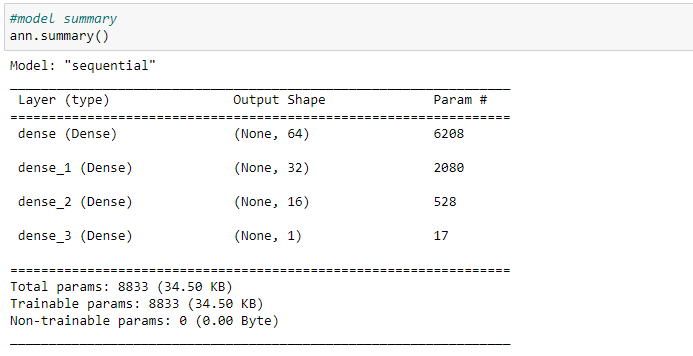 #model summary
ann.summary()
Model: "sequential"
Layer (type) Output Shape Param #
dense (Dense) (None, 64) 6208
dense_1 (Dense) (None, 32) 2080
dense_2 (Dense) (None, 16) 528
dense_3 (Dense) (None, 1) 17
Total params: 8833 (34.50 KB)
Trainable params: 8833 (34.50 KB)
Non-trainable params: 0 (0.00 Byte)